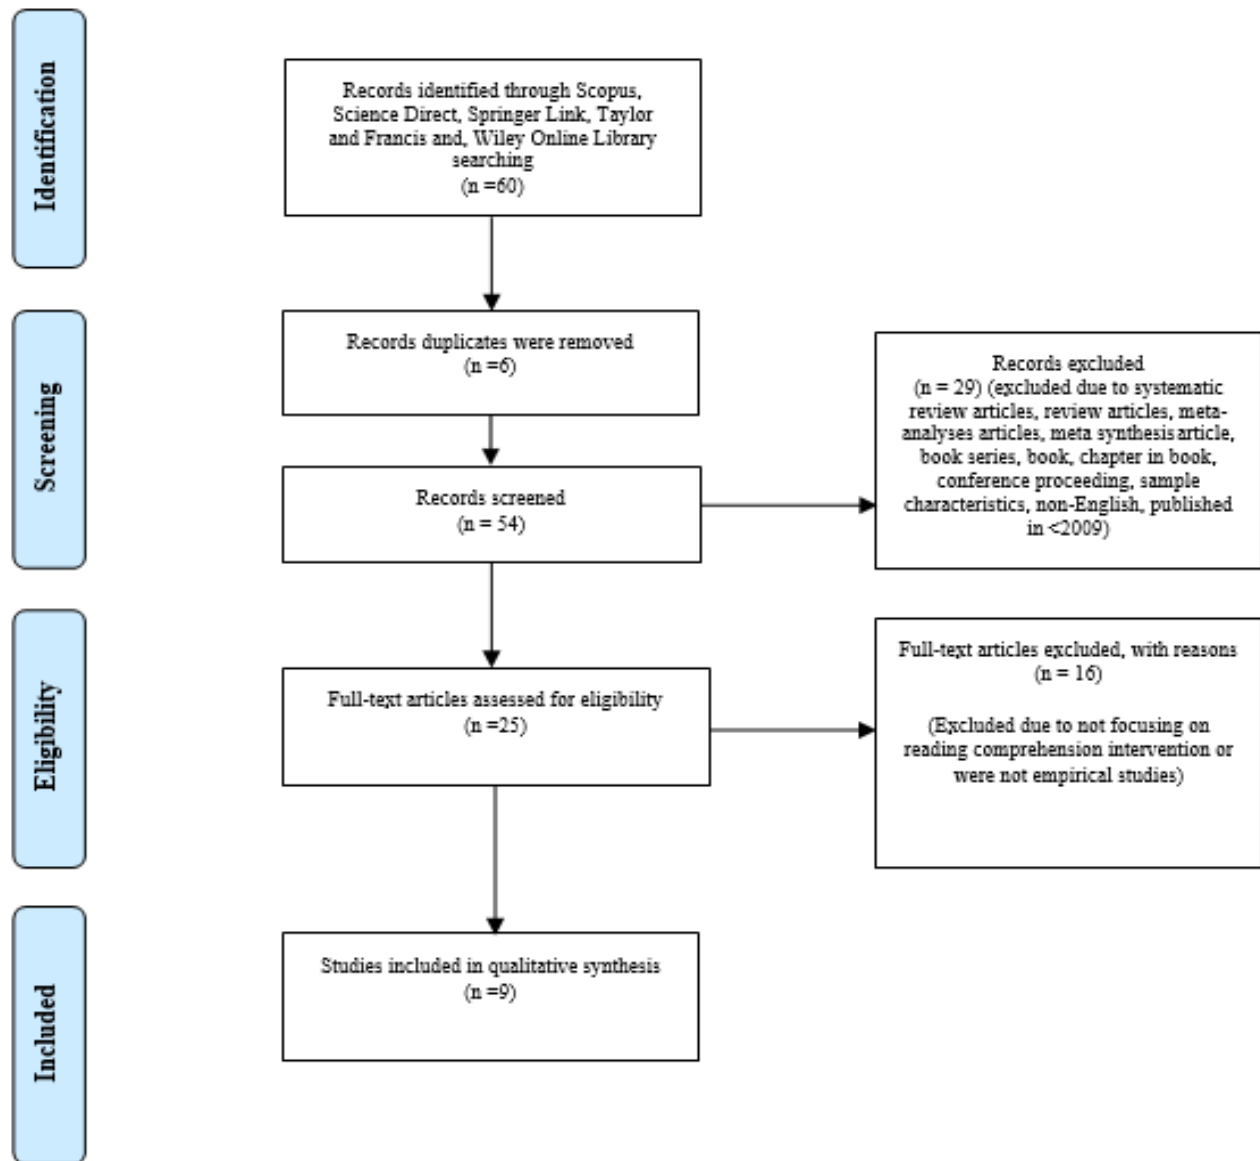 Identification
Records identified through Scopus,
Science Direct, Springer Link, Taylor
and Francis and, Wiley Online Library
searching
(n =60)
Screening
Records duplicates were removed
(n =6)
Records screened
(n = 54)
Records excluded
(n = 29) (excluded due to systematic
review articles, review articles, meta-
analyses articles, meta synthesis article,
book series, book, chapter in book,
conference proceeding, sample
characteristics, non-English, published
in <2009)
Eligibility
Full-text articles assessed for eligibility
(n =25)
Full-text articles excluded, with reasons
(n = 16)
(Excluded due to not focusing on
reading comprehension intervention or
were not empirical studies)
Included
Studies included in qualitative synthesis
(n =9)